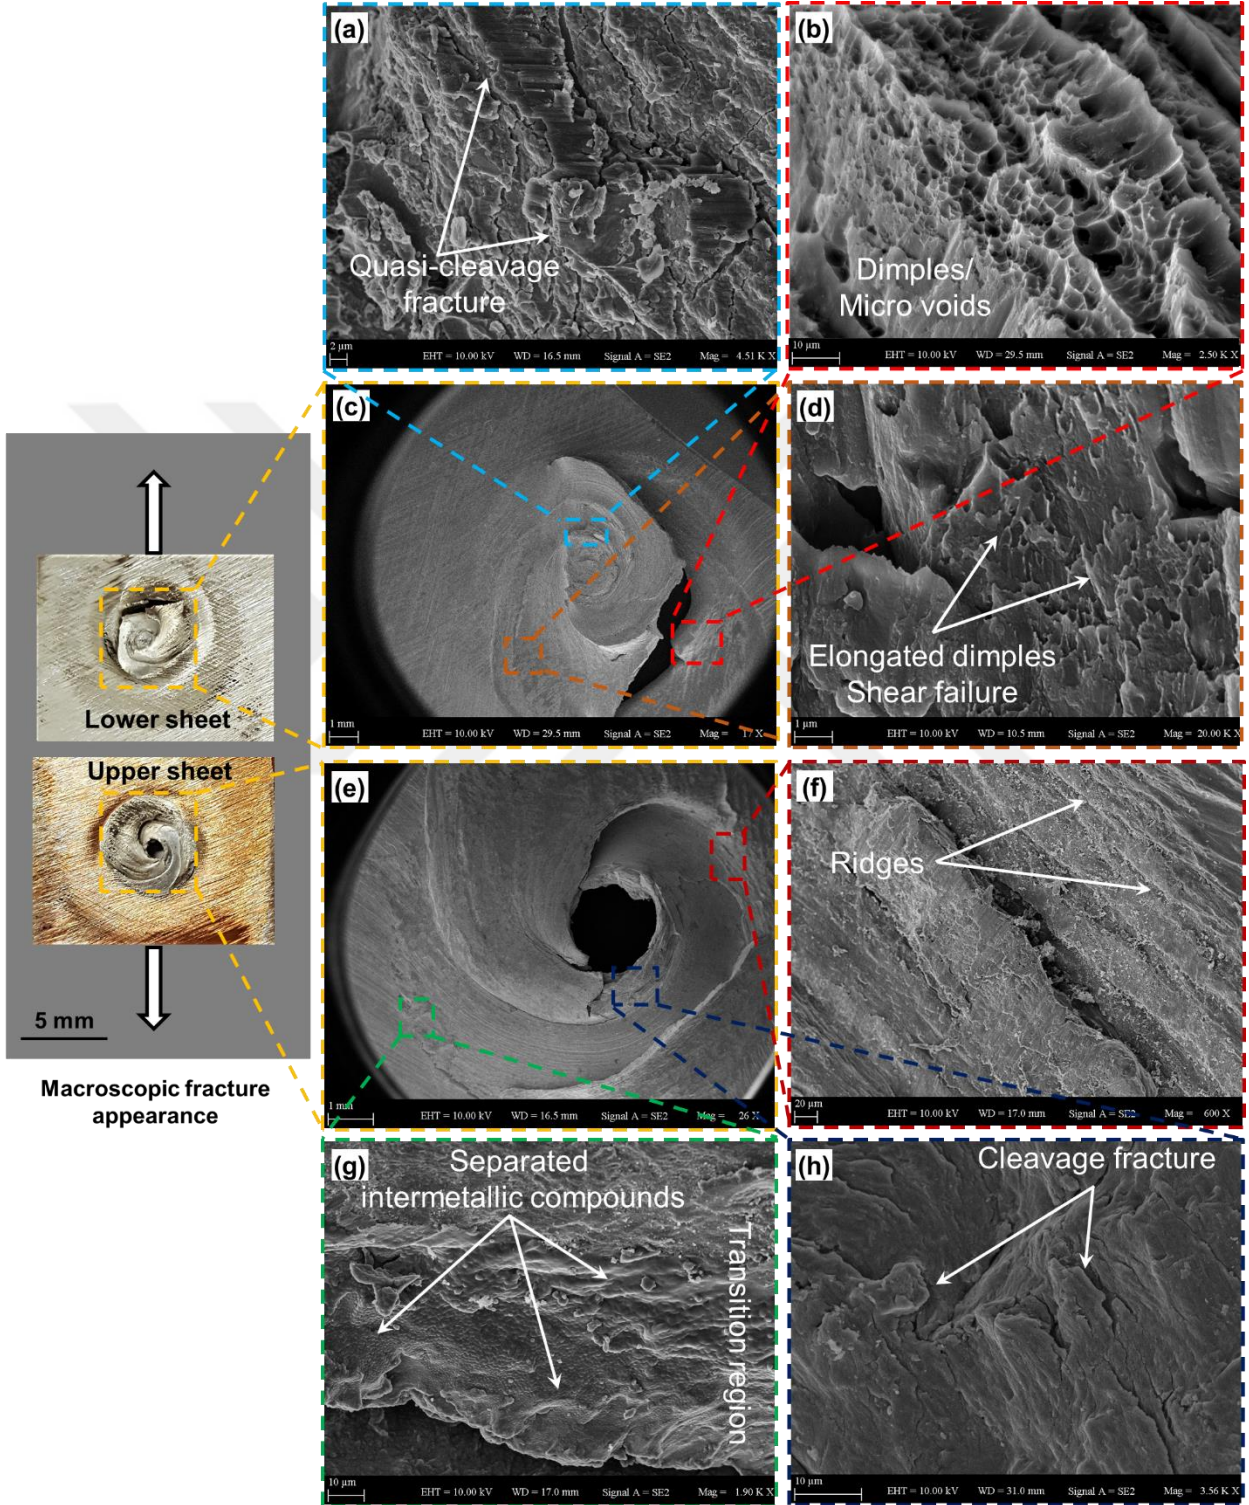 (a)
Quasi-cleavage
fracture
2 µm
EHT = 10.00 kV WD = 16.5 mm Signal A = SE2 Mag = 4.51 K X
(b)
Dimples/
Micro voids
10 µm
EHT = 10.00 kV WD = 29.5 mm Signal A = SE2 Mag = 2.50 K X
Lower sheet
Upper sheet
5 mm
Macroscopic fracture
appearance
(c)
1 mm
EHT = 10.00 kV WD = 29.5 mm Signal A = SE2 Mag = 17 X
(d)
Elongated dimples
Shear failure
1 µm
EHT = 10.00 kV WD = 10.5 mm Signal A = SE2 Mag = 20.00 K X
(e)
1 mm
EHT = 10.00 kV WD = 16.5 mm Signal A = SE2 Mag = 26 X
(f)
Ridges
20 µm
EHT = 10.00 kV WD = 17.0 mm Signal A = SE2 Mag = 600 X
(g)
Separated
intermetallic compounds
Transition region
10 µm
EHT = 10.00 kV WD = 17.0 mm Signal A = SE2 Mag = 1.90 K X
(h)
Cleavage fracture
10 µm
EHT = 10.00 kV WD = 31.0 mm Signal A = SE2 Mag = 3.56 K X